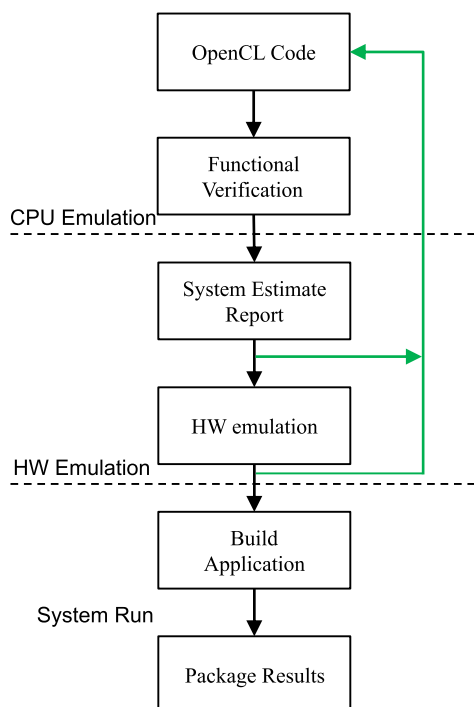 OpenCL Code
Functional
Verification
CPU Emulation
System Estimate
Report
HW emulation
HW Emulation
Build
Application
System Run
Package Results